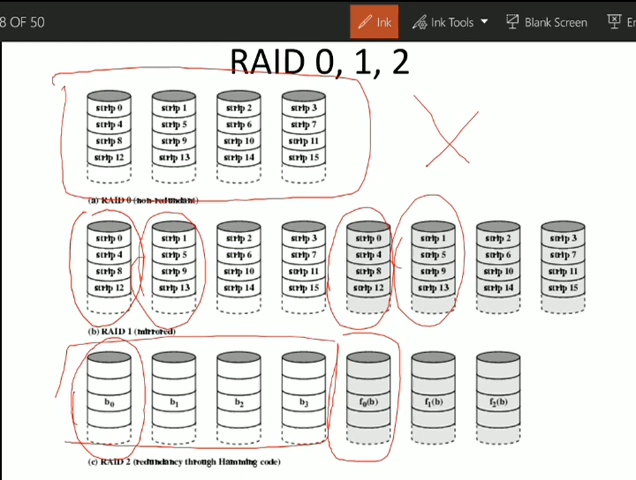 8 OF 50 Ink Ink Tools Blank Screen
RAID 0, 1, 2
strip 0 strip 1 strip 2 strip 3
strip 4 strip 5 strip 6 strip 7
strip 8 strip 9 strip 10 strip 11
strip 12 strip 13 strip 14 strip 15
(a) RAID 0 (non-redundant)
strip 0 strip 1 strip 2 strip 3 strip 0 strip 1 strip 2 strip 3
strip 4 strip 5 strip 6 strip 7 strip 4 strip 5 strip 6 strip 7
strip 8 strip 9 strip 10 strip 11 strip 8 strip 9 strip 10 strip 11
strip 12 strip 13 strip 14 strip 15 strip 12 strip 13 strip 14 strip 15
(b) RAID 1 (mirrored)
b0 b1 b2 b3 f0(b) f1(b) f2(b)
(c) RAID 2 (redundancy through Hamming code)